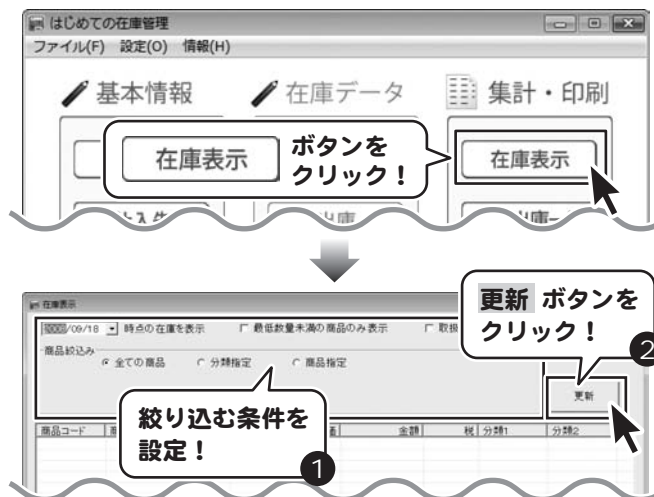 はじめての在庫管理
ファイル(F) 設定(O) 情報(H)
基本情報
在庫データ
集計・印刷
在庫表示
ボタンを
クリック！
在庫表示
在庫表示
/09/18 時点の在庫を表示
最低数量未満の商品のみ表示
取扱
商品絞込み
全ての商品
分類指定
商品指定
更新 ボタンを
クリック！
2
更新
絞り込む条件を
設定！
1
商品コード
金額
税
分類1
分類2